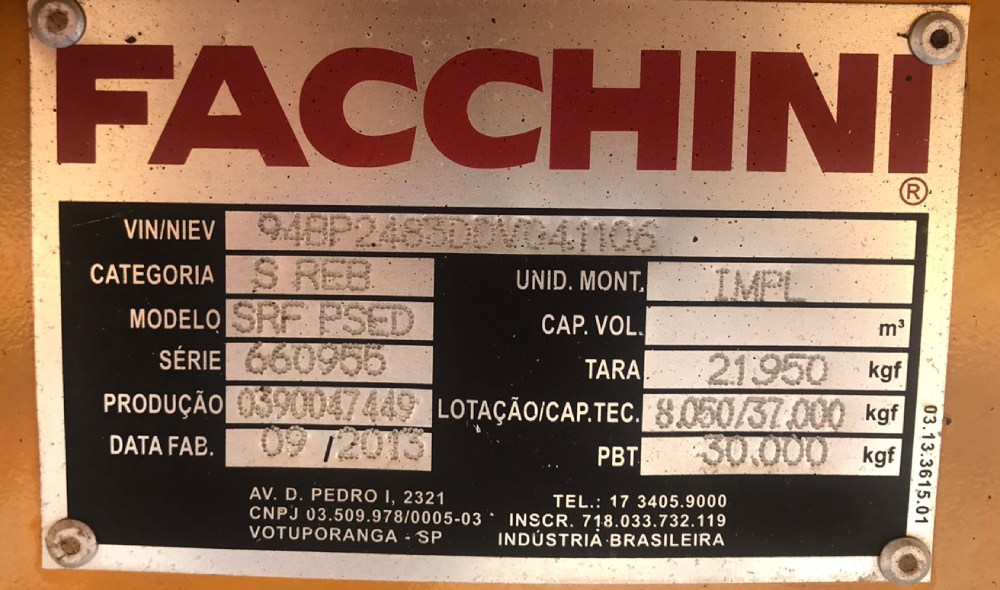 FACCHINI®
VIN/NIEV 94BP2483DDV041106
CATEGORIA S REB UNID. MONT. IMPL
MODELO SRF PSED CAP. VOL. m³
SÉRIE 660955 TARA 21.950 kgf
PRODUÇÃO 0390047449 LOTAÇÃO/CAP.TEC. 8.050/37.000 kgf
DATA FAB. 09 /2013 PBT 30.000 kgf
03.13.3615.01
AV. D. PEDRO I, 2321 TEL.: 17 3405.9000
CNPJ 03.509.978/0005-03 INSCR. 718.033.732.119
VOTUPORANGA - SP INDÚSTRIA BRASILEIRA